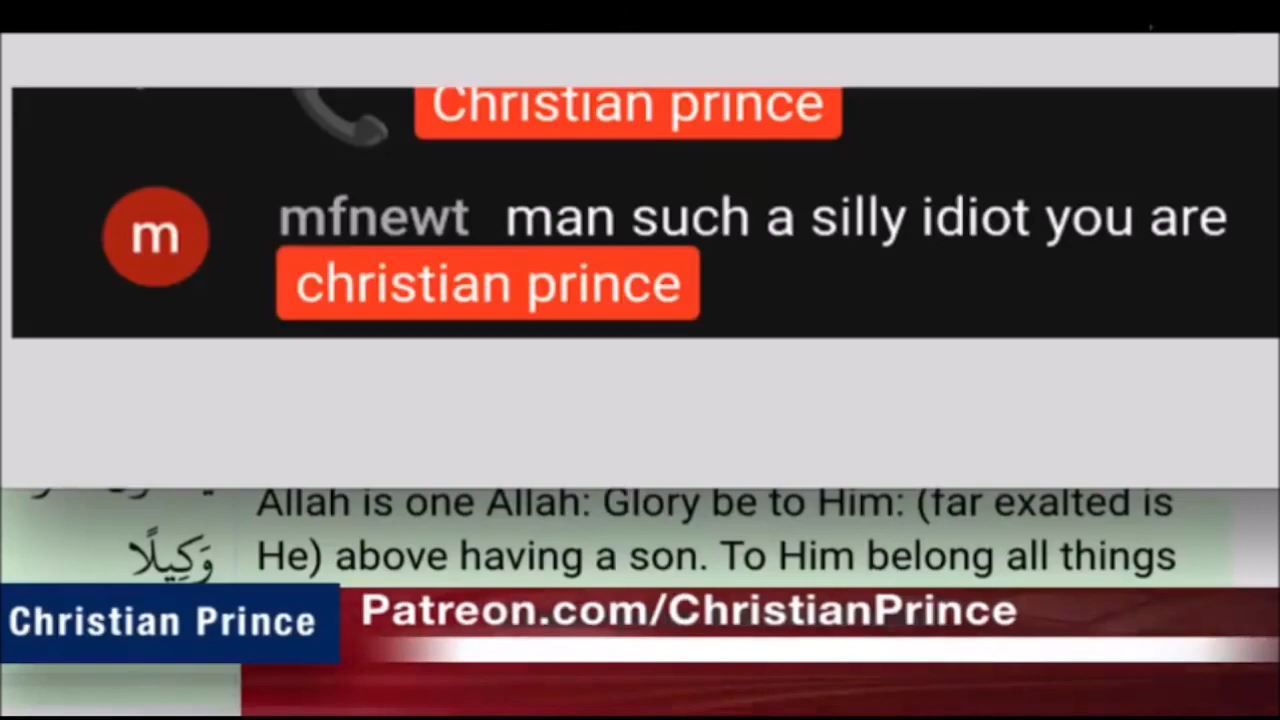 Christian prince
m
mfnewt man such a silly idiot you are
christian prince
Allah is one Allah: Glory be to Him: (far exalted is
He) above having a son. To Him belong all things
وَكِيلًا
Christian Prince
Patreon.com/ChristianPrince